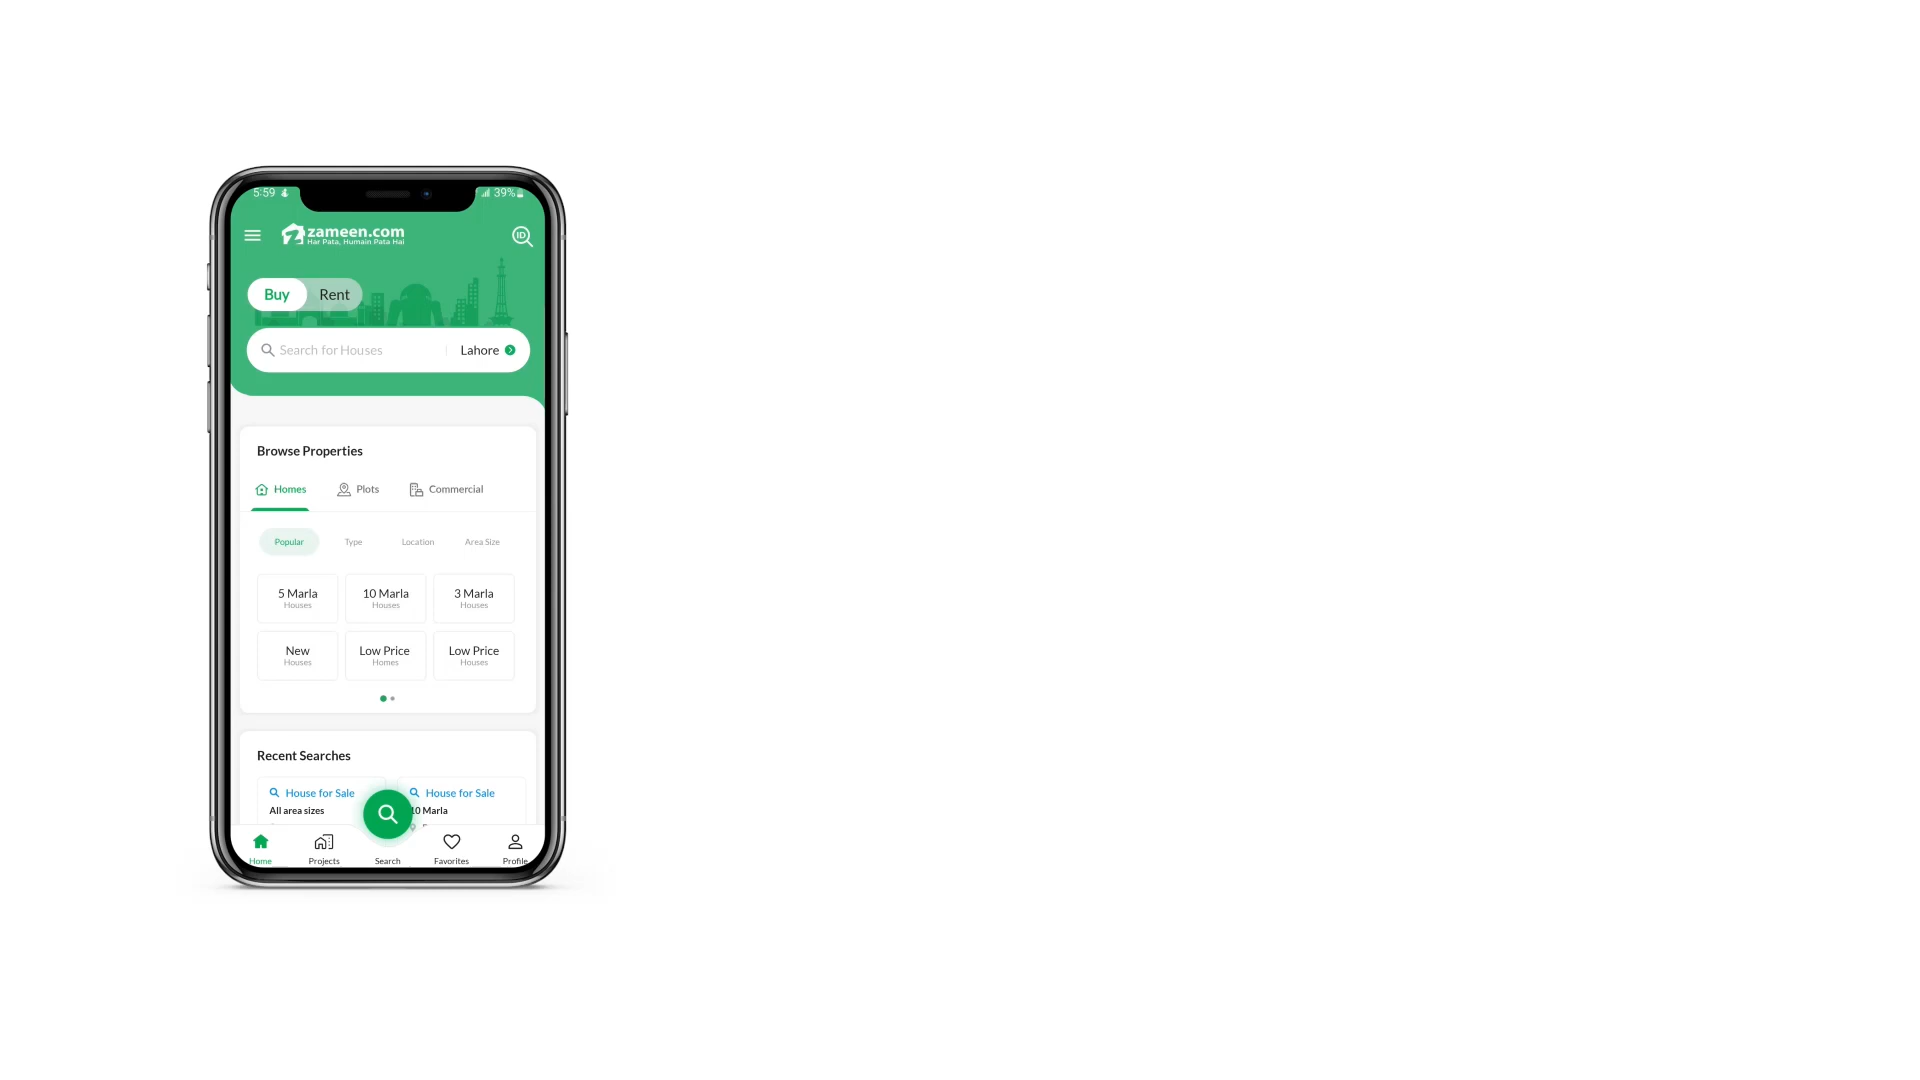 5:59
39%
zameen.com
Har Pata, Humain Pata Hai
ID
Buy Rent
Search for Houses Lahore
Browse Properties
Homes Plots Commercial
Popular Type Location Area Size
5 Marla 10 Marla 3 Marla
Houses Houses Houses
New Low Price Low Price
Houses Homes Houses
Recent Searches
House for Sale House for Sale
All area sizes 10 Marla
Home Projects Search Favorites Profile